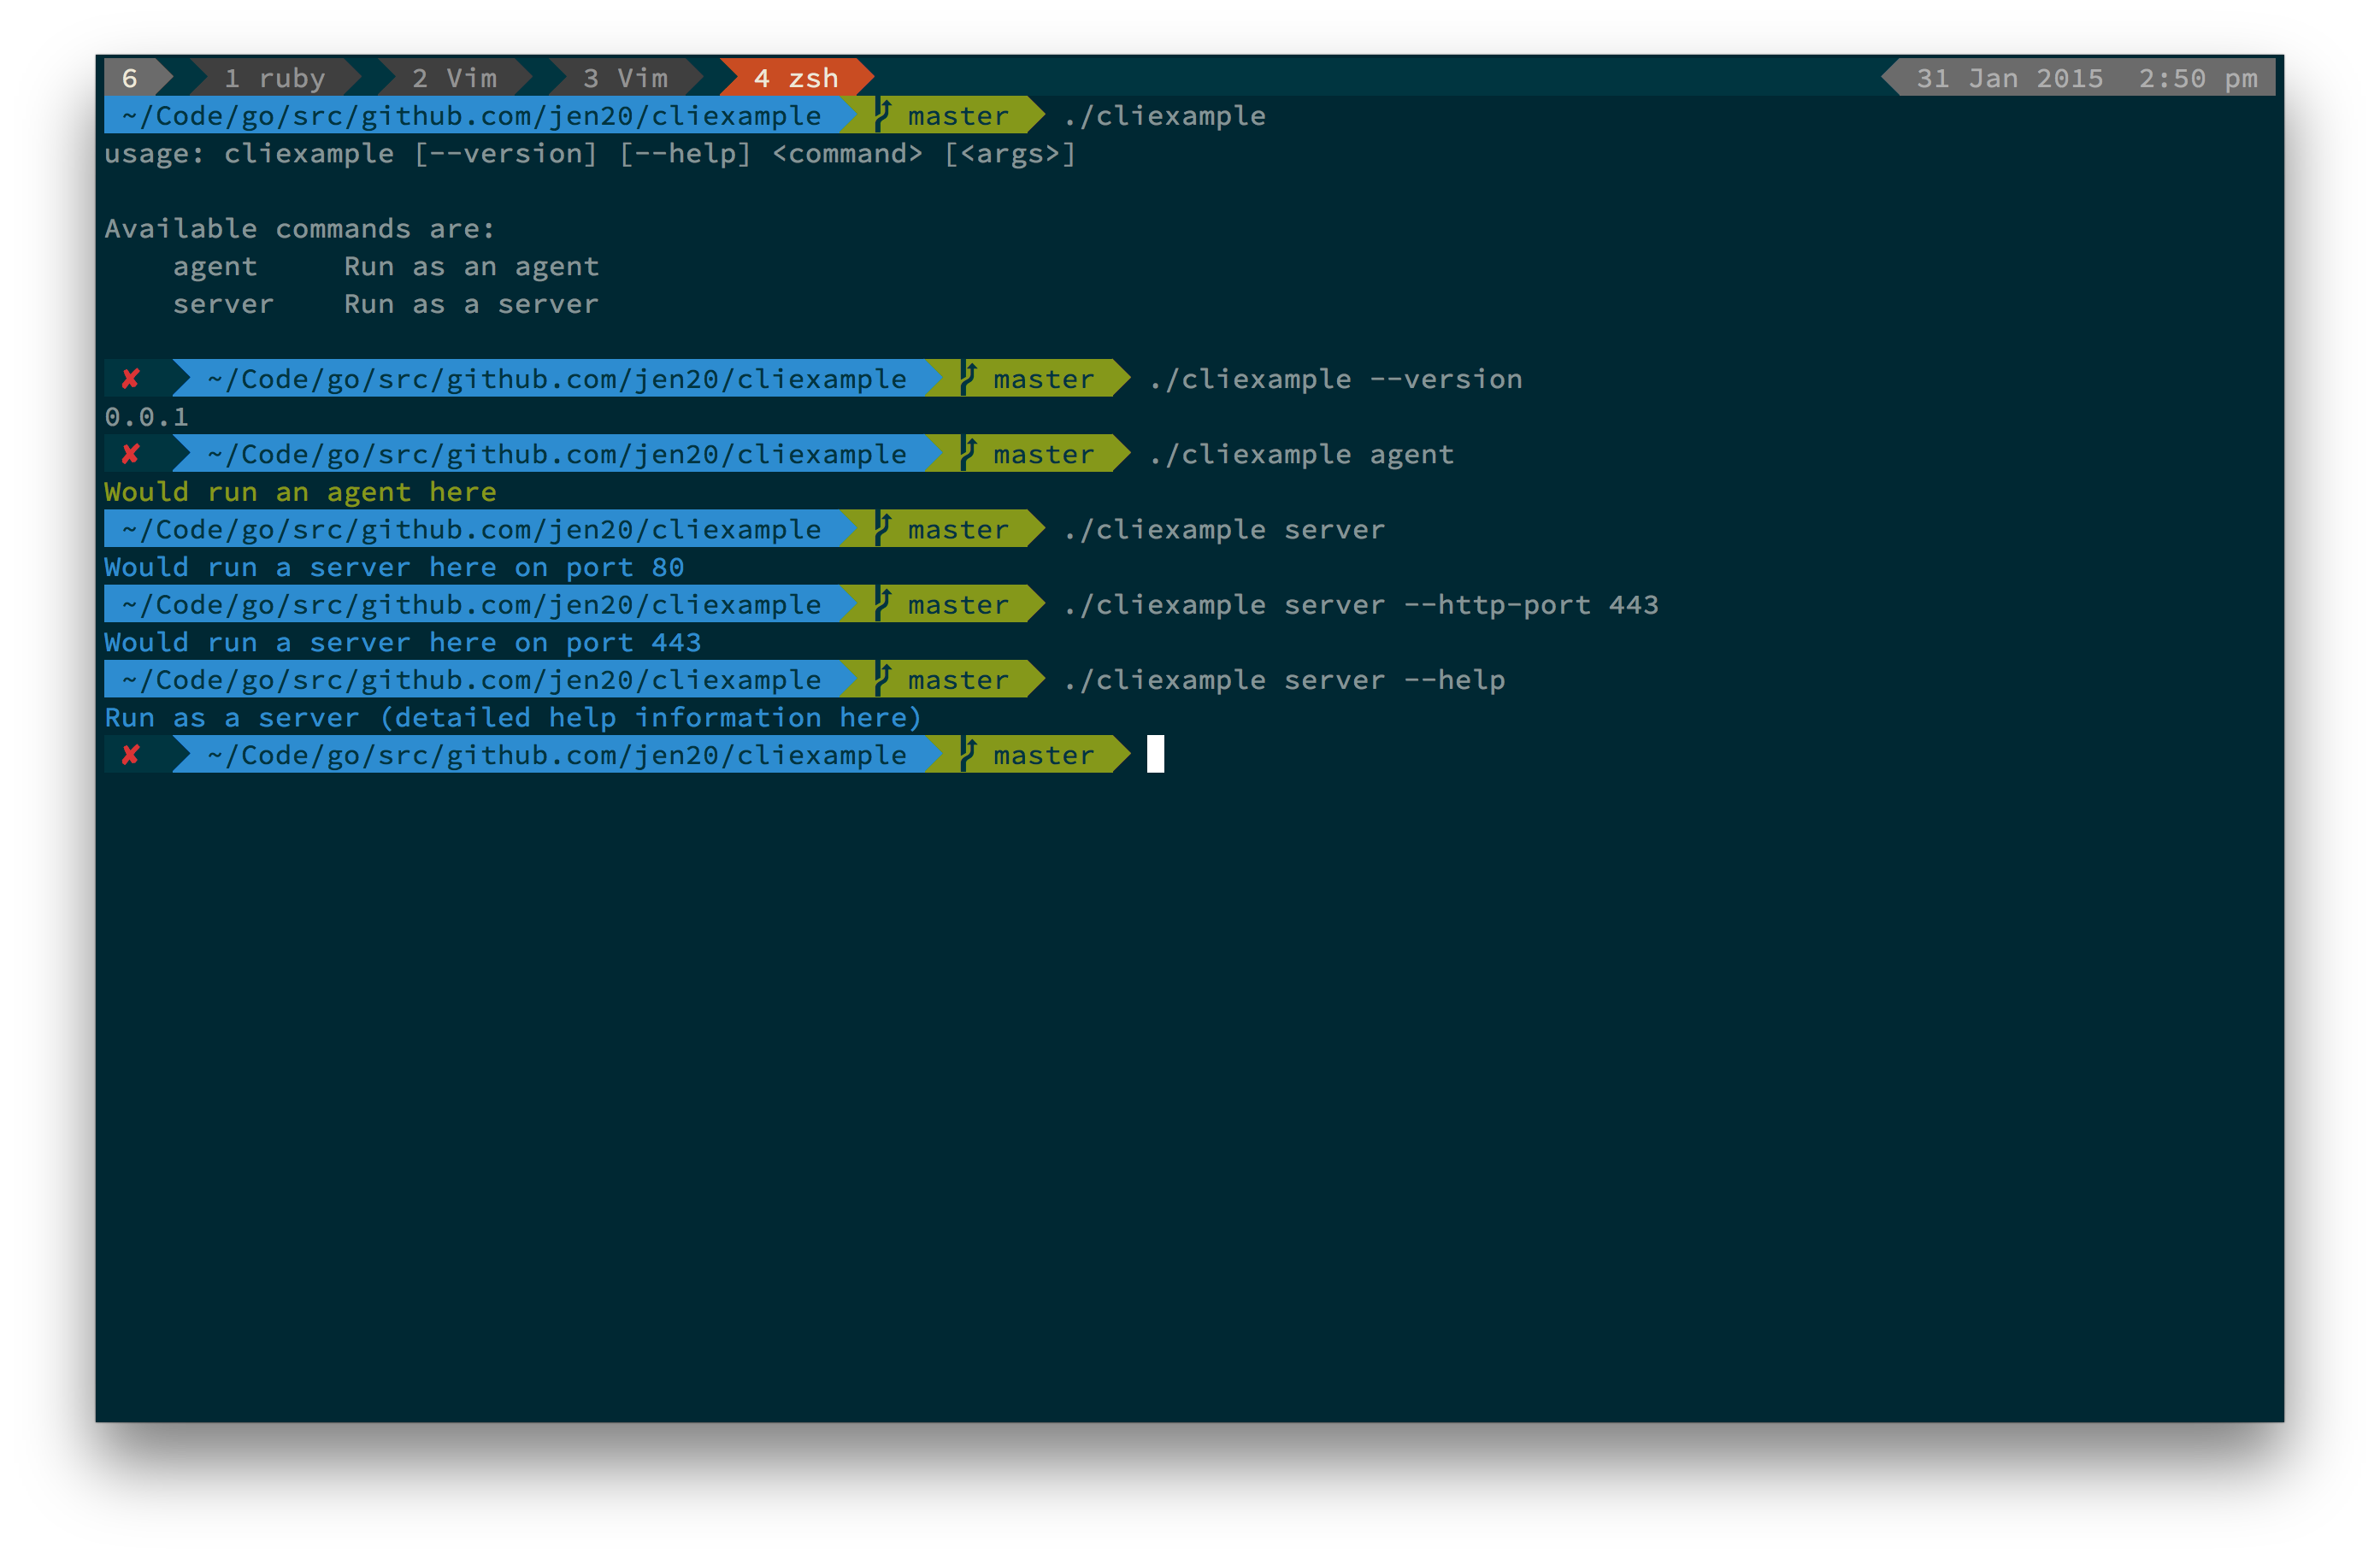 6 1 ruby 2 Vim 3 Vim 4 zsh 31 Jan 2015 2:50 pm
~/Code/go/src/github.com/jen20/cliexample master ./cliexample
usage: cliexample [--version] [--help] <command> [<args>]
Available commands are:
agent Run as an agent
server Run as a server
✘ ~/Code/go/src/github.com/jen20/cliexample master ./cliexample --version
0.0.1
✘ ~/Code/go/src/github.com/jen20/cliexample master ./cliexample agent
Would run an agent here
~/Code/go/src/github.com/jen20/cliexample master ./cliexample server
Would run a server here on port 80
~/Code/go/src/github.com/jen20/cliexample master ./cliexample server --http-port 443
Would run a server here on port 443
~/Code/go/src/github.com/jen20/cliexample master ./cliexample server --help
Run as a server (detailed help information here)
✘ ~/Code/go/src/github.com/jen20/cliexample master